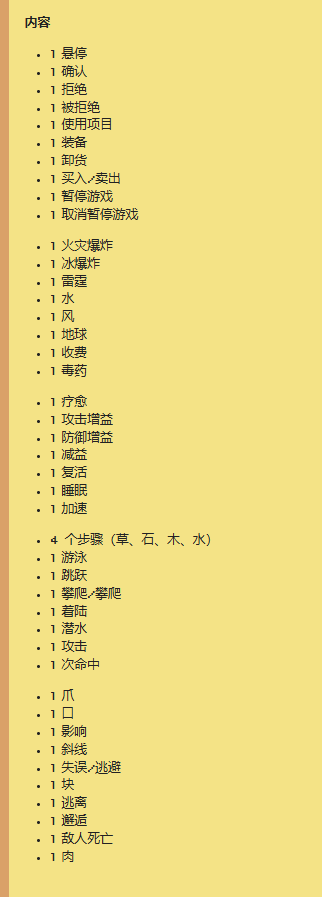 内容
1 悬停
1 确认
1 拒绝
1 被拒绝
1 使用项目
1 装备
1 卸货
1 买入/卖出
1 暂停游戏
1 取消暂停游戏
1 火灾爆炸
1 冰爆炸
1 雷霆
1 水
1 风
1 地球
1 收费
1 毒药
1 疗愈
1 攻击增益
1 防御增益
1 减益
1 复活
1 睡眠
1 加速
4 个步骤（草、石、木、水）
1 游泳
1 跳跃
1 攀爬/攀爬
1 着陆
1 潜水
1 攻击
1 次命中
1 爪
1 口
1 影响
1 斜线
1 失误/逃避
1 块
1 逃离
1 邂逅
1 敌人死亡
1 肉